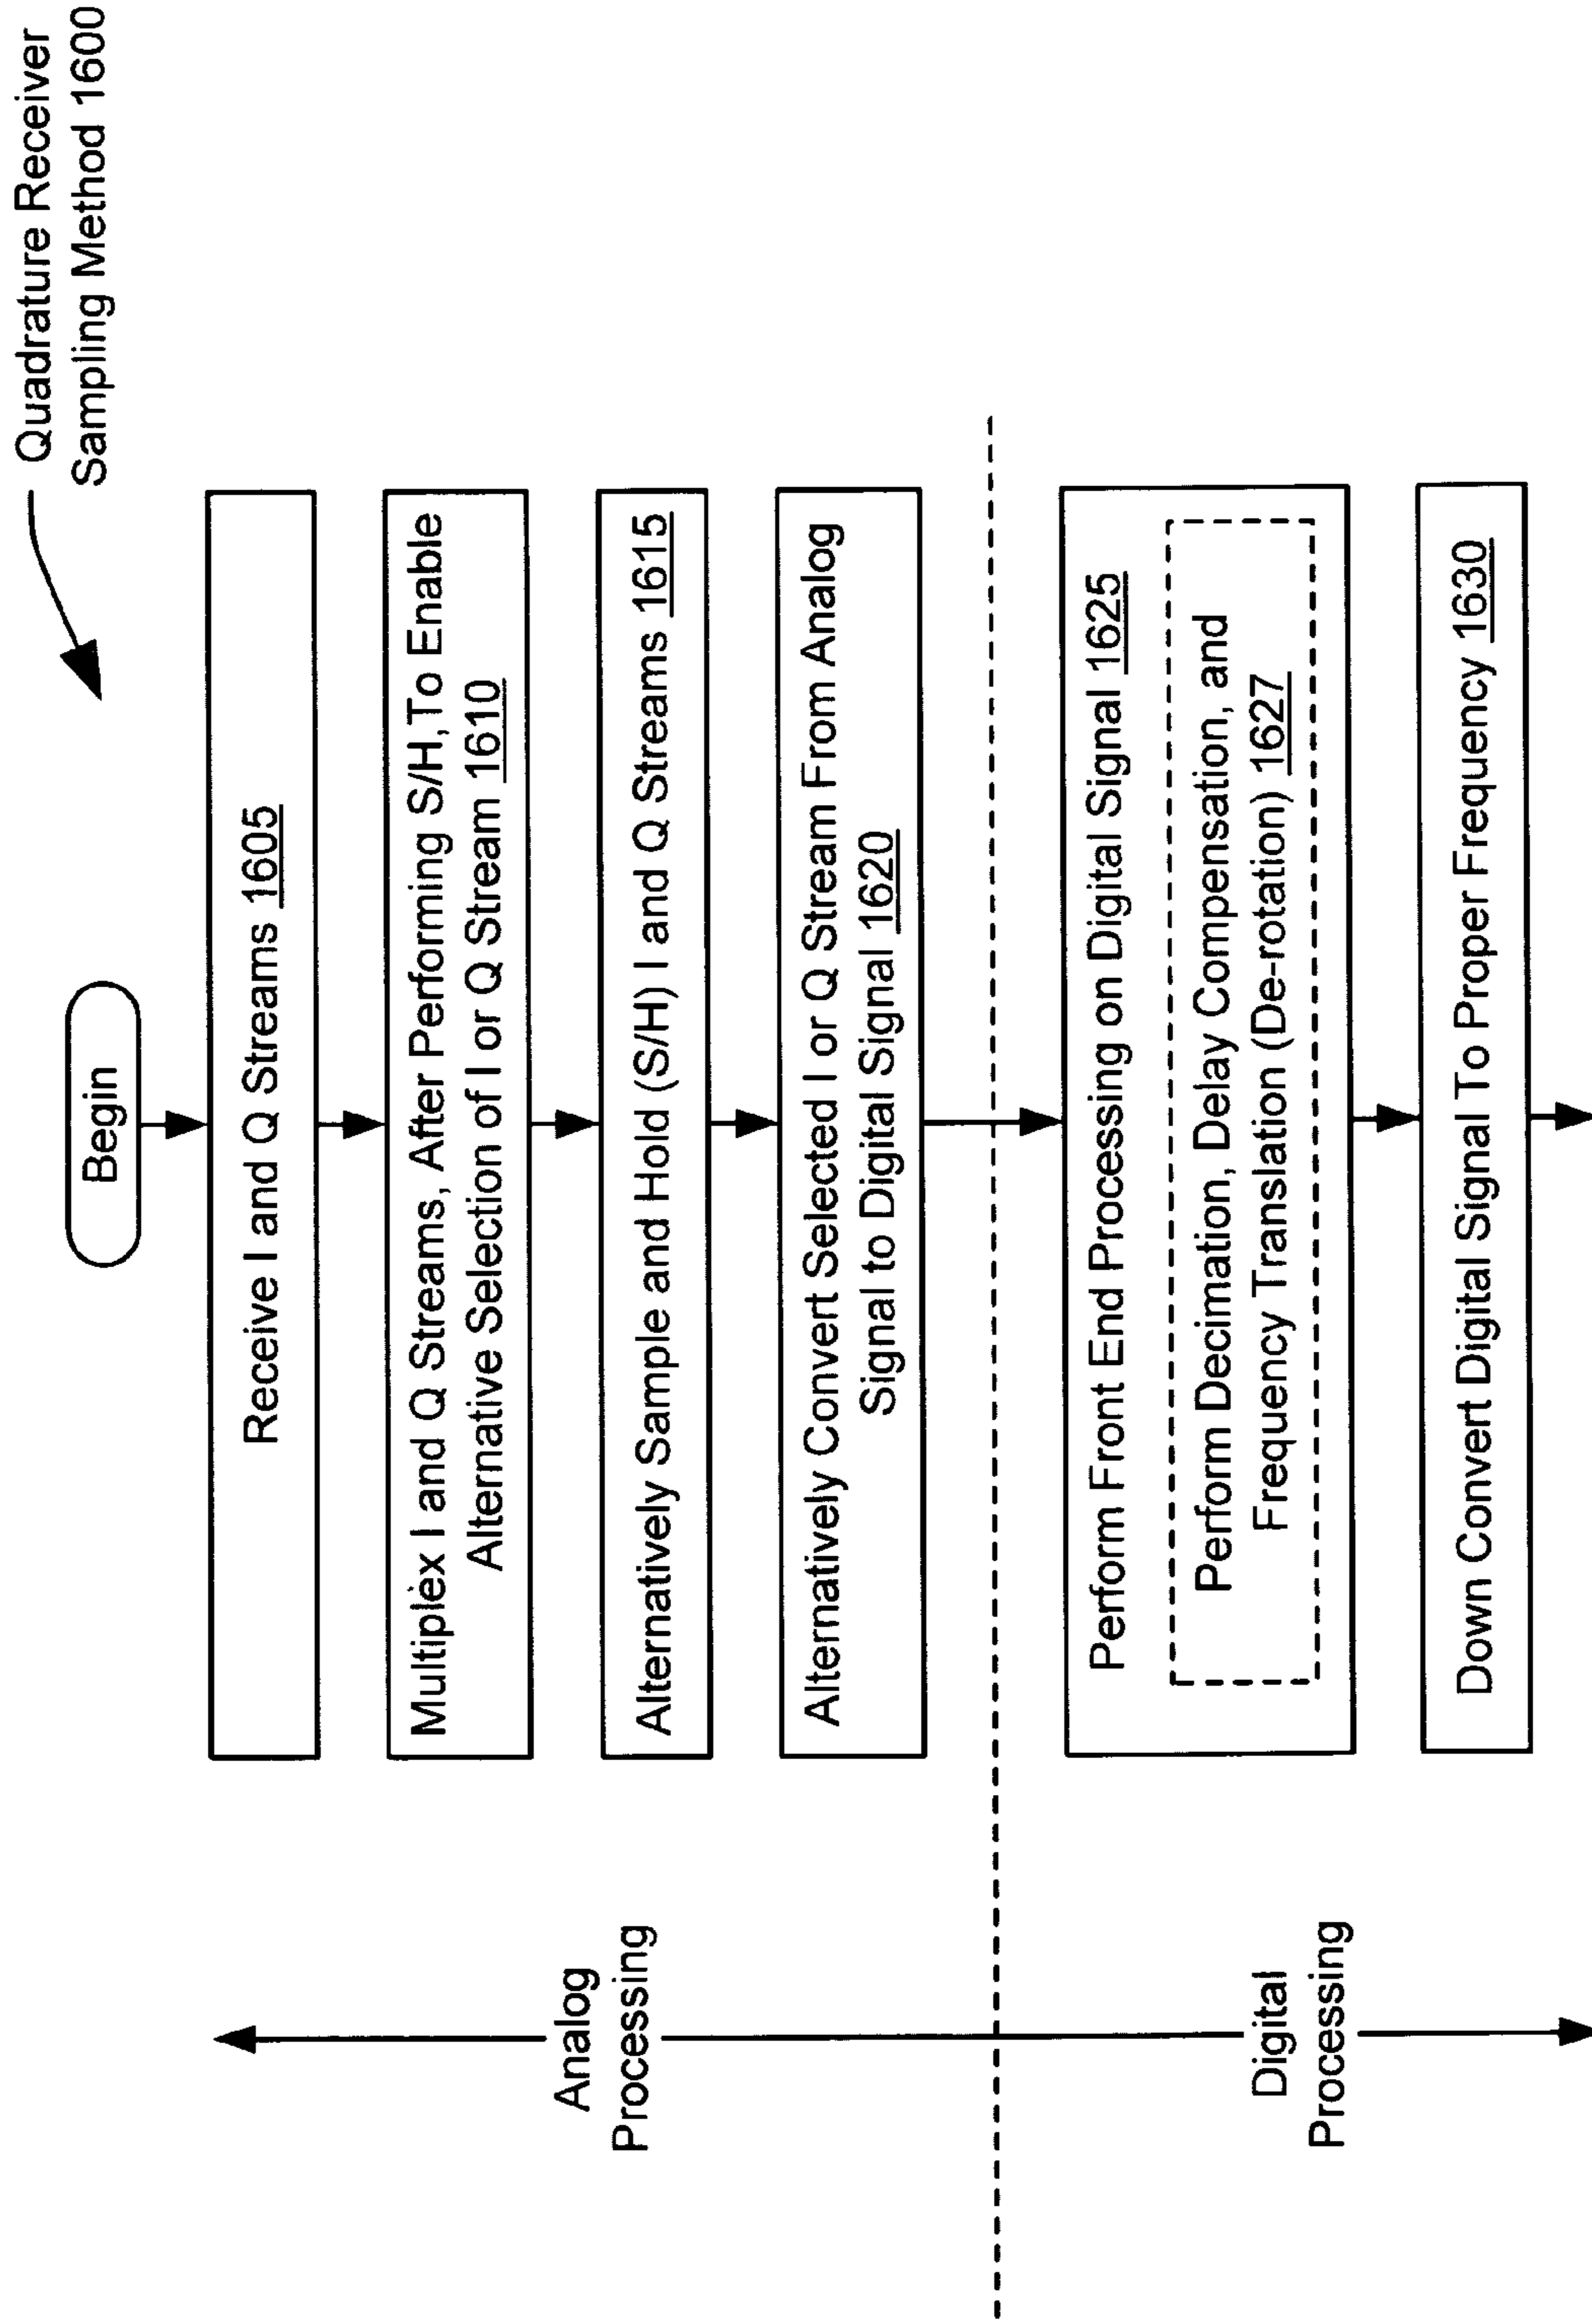 Quadrature Receiver
Sampling Method 1600
Begin
Receive I and Q Streams 1605
Multiplex I and Q Streams, After Performing S/H,To Enable
Alternative Selection of I or Q Stream 1610
Alternatively Sample and Hold (S/H) I and Q Streams 1615
Alternatively Convert Selected I or Q Stream From Analog
Signal to Digital Signal 1620
Analog
Processing
Perform Front End Processing on Digital Signal 1625
Perform Decimation, Delay Compensation, and
Frequency Translation (De-rotation) 1627
Down Convert Digital Signal To Proper Frequency 1630
Digital
Processing